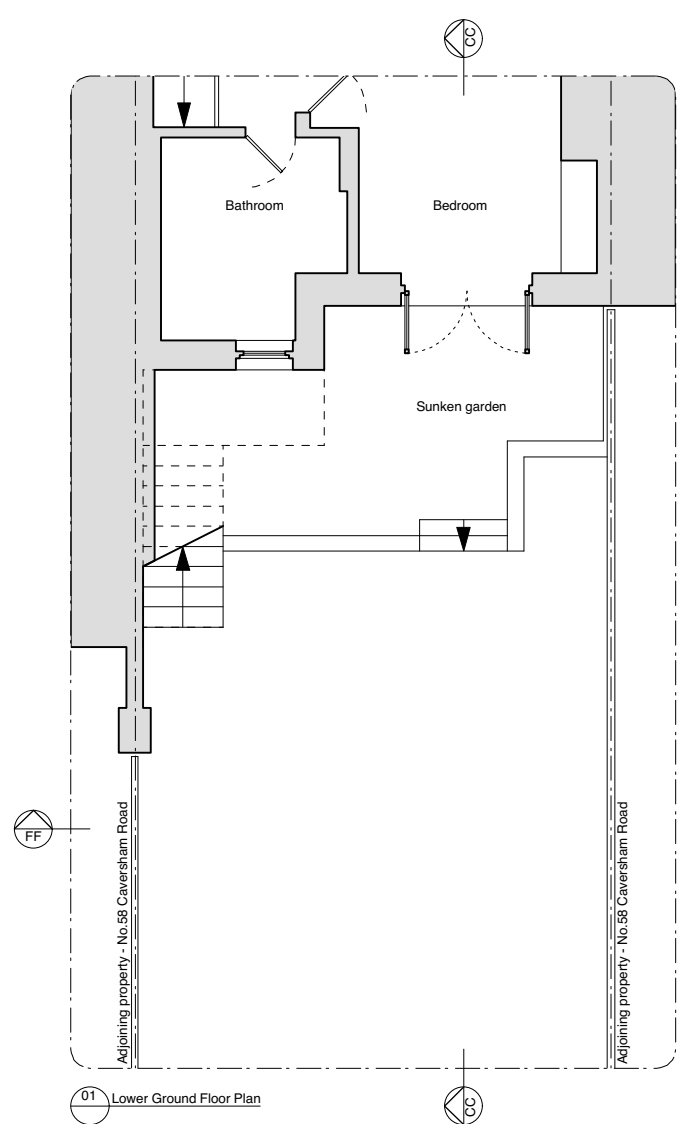 CC
Bathroom
Bedroom
Sunken garden
FF
Adjoining property - No.58 Caversham Road
Adjoining property - No.58 Caversham Road
01 Lower Ground Floor Plan
CC